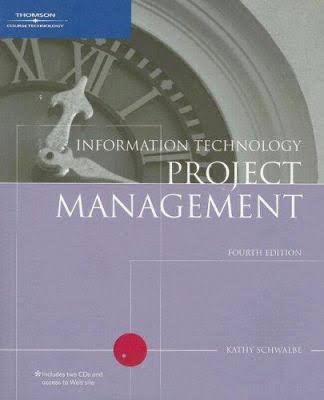 THOMSON
COURSE TECHNOLOGY
INFORMATION TECHNOLOGY
PROJECT
MANAGEMENT
FOURTH EDITION
KATHY SCHWALBE
*Includes two CDs and
access to Web site